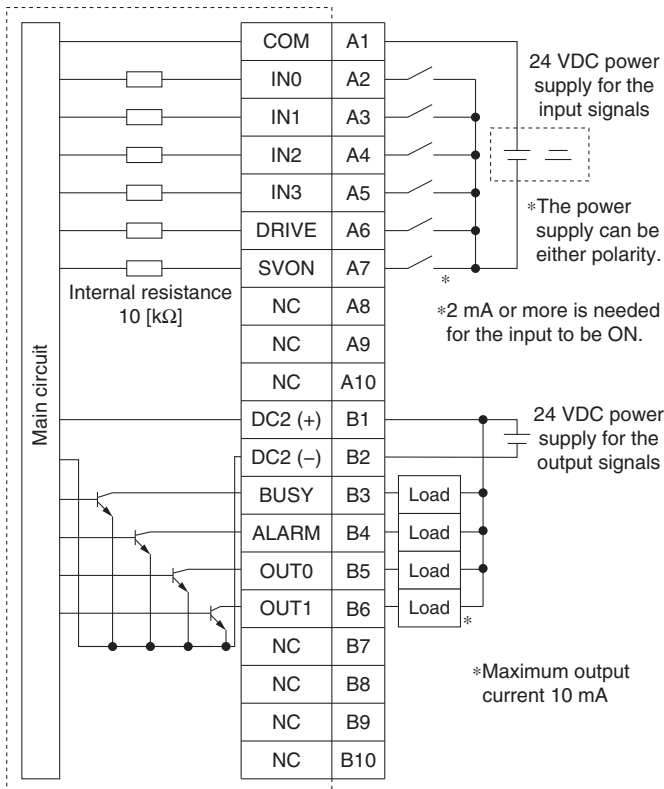 COM A1
IN0 A2
IN1 A3
IN2 A4
IN3 A5
DRIVE A6
SVON A7
NC A8
NC A9
NC A10
DC2 (+) B1
DC2 (−) B2
BUSY B3 Load
ALARM B4 Load
OUT0 B5 Load
OUT1 B6 Load *
NC B7
NC B8
NC B9
NC B10
Main circuit
Internal resistance
10 [kΩ]
24 VDC power
supply for the
input signals
*The power
supply can be
either polarity.
*
*2 mA or more is needed
for the input to be ON.
24 VDC power
supply for the
output signals
*Maximum output
current 10 mA